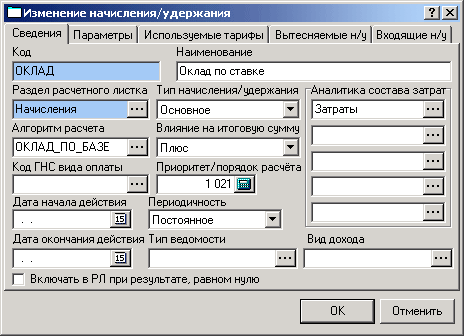 Изменение начисления/удержания
Сведения Параметры Используемые тарифы Вытесняемые н/у Входящие н/у
Код Наименование
ОКЛАД Оклад по ставке
Раздел расчетного листка Тип начисления/удержания Аналитика состава затрат
Начисления ... Основное Затраты ...
Алгоритм расчета Влияние на итоговую сумму
ОКЛАД_ПО_БАЗЕ ... Плюс ...
Код ГНС вида оплаты Приоритет/порядок расчёта
... 1 021 ...
Дата начала действия Периодичность
. . 15 Постоянное ...
Дата окончания действия Тип ведомости Вид дохода
. . 15 ... ...
Включать в РЛ при результате, равном нулю
OK Отменить